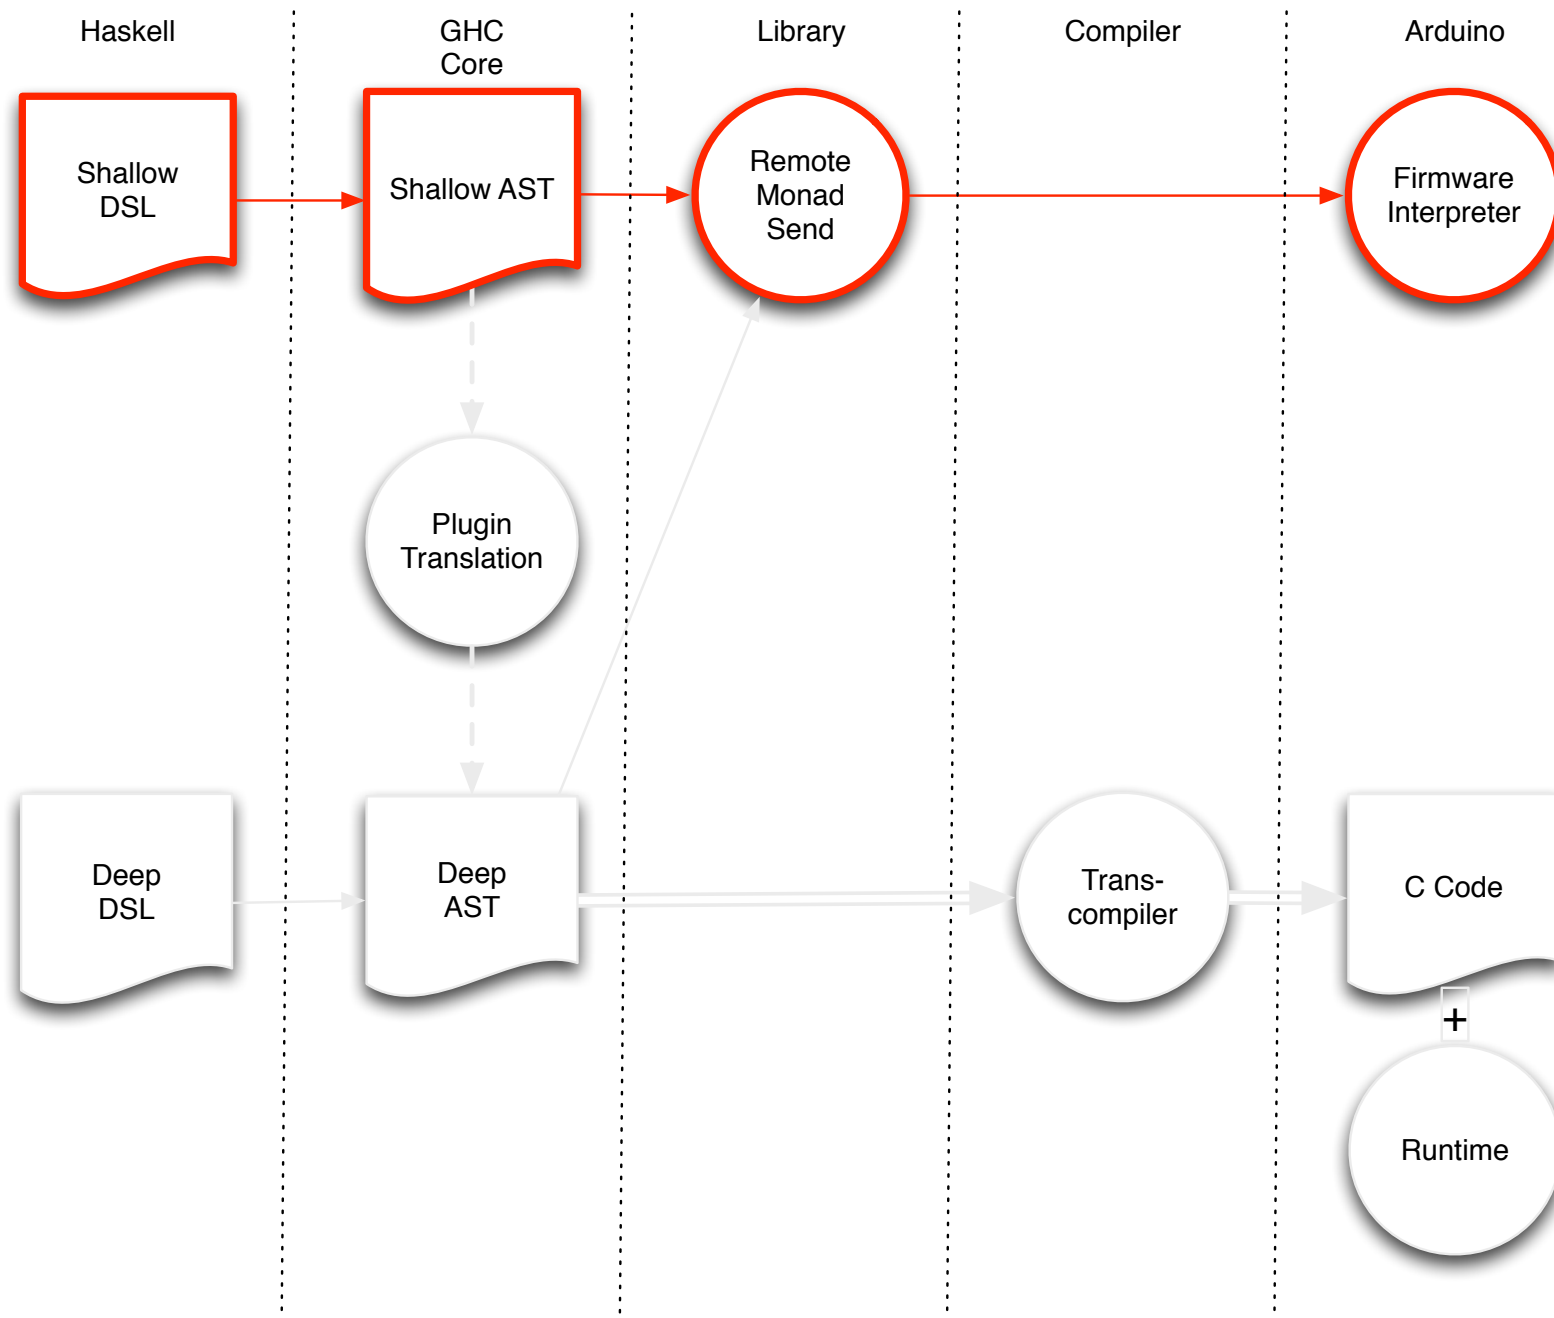 Haskell
GHC
Core
Library
Compiler
Arduino
Shallow
DSL
Shallow AST
Remote
Monad
Send
Firmware
Interpreter
Plugin
Translation
Deep
DSL
Deep
AST
Trans-
compiler
C Code
+
Runtime